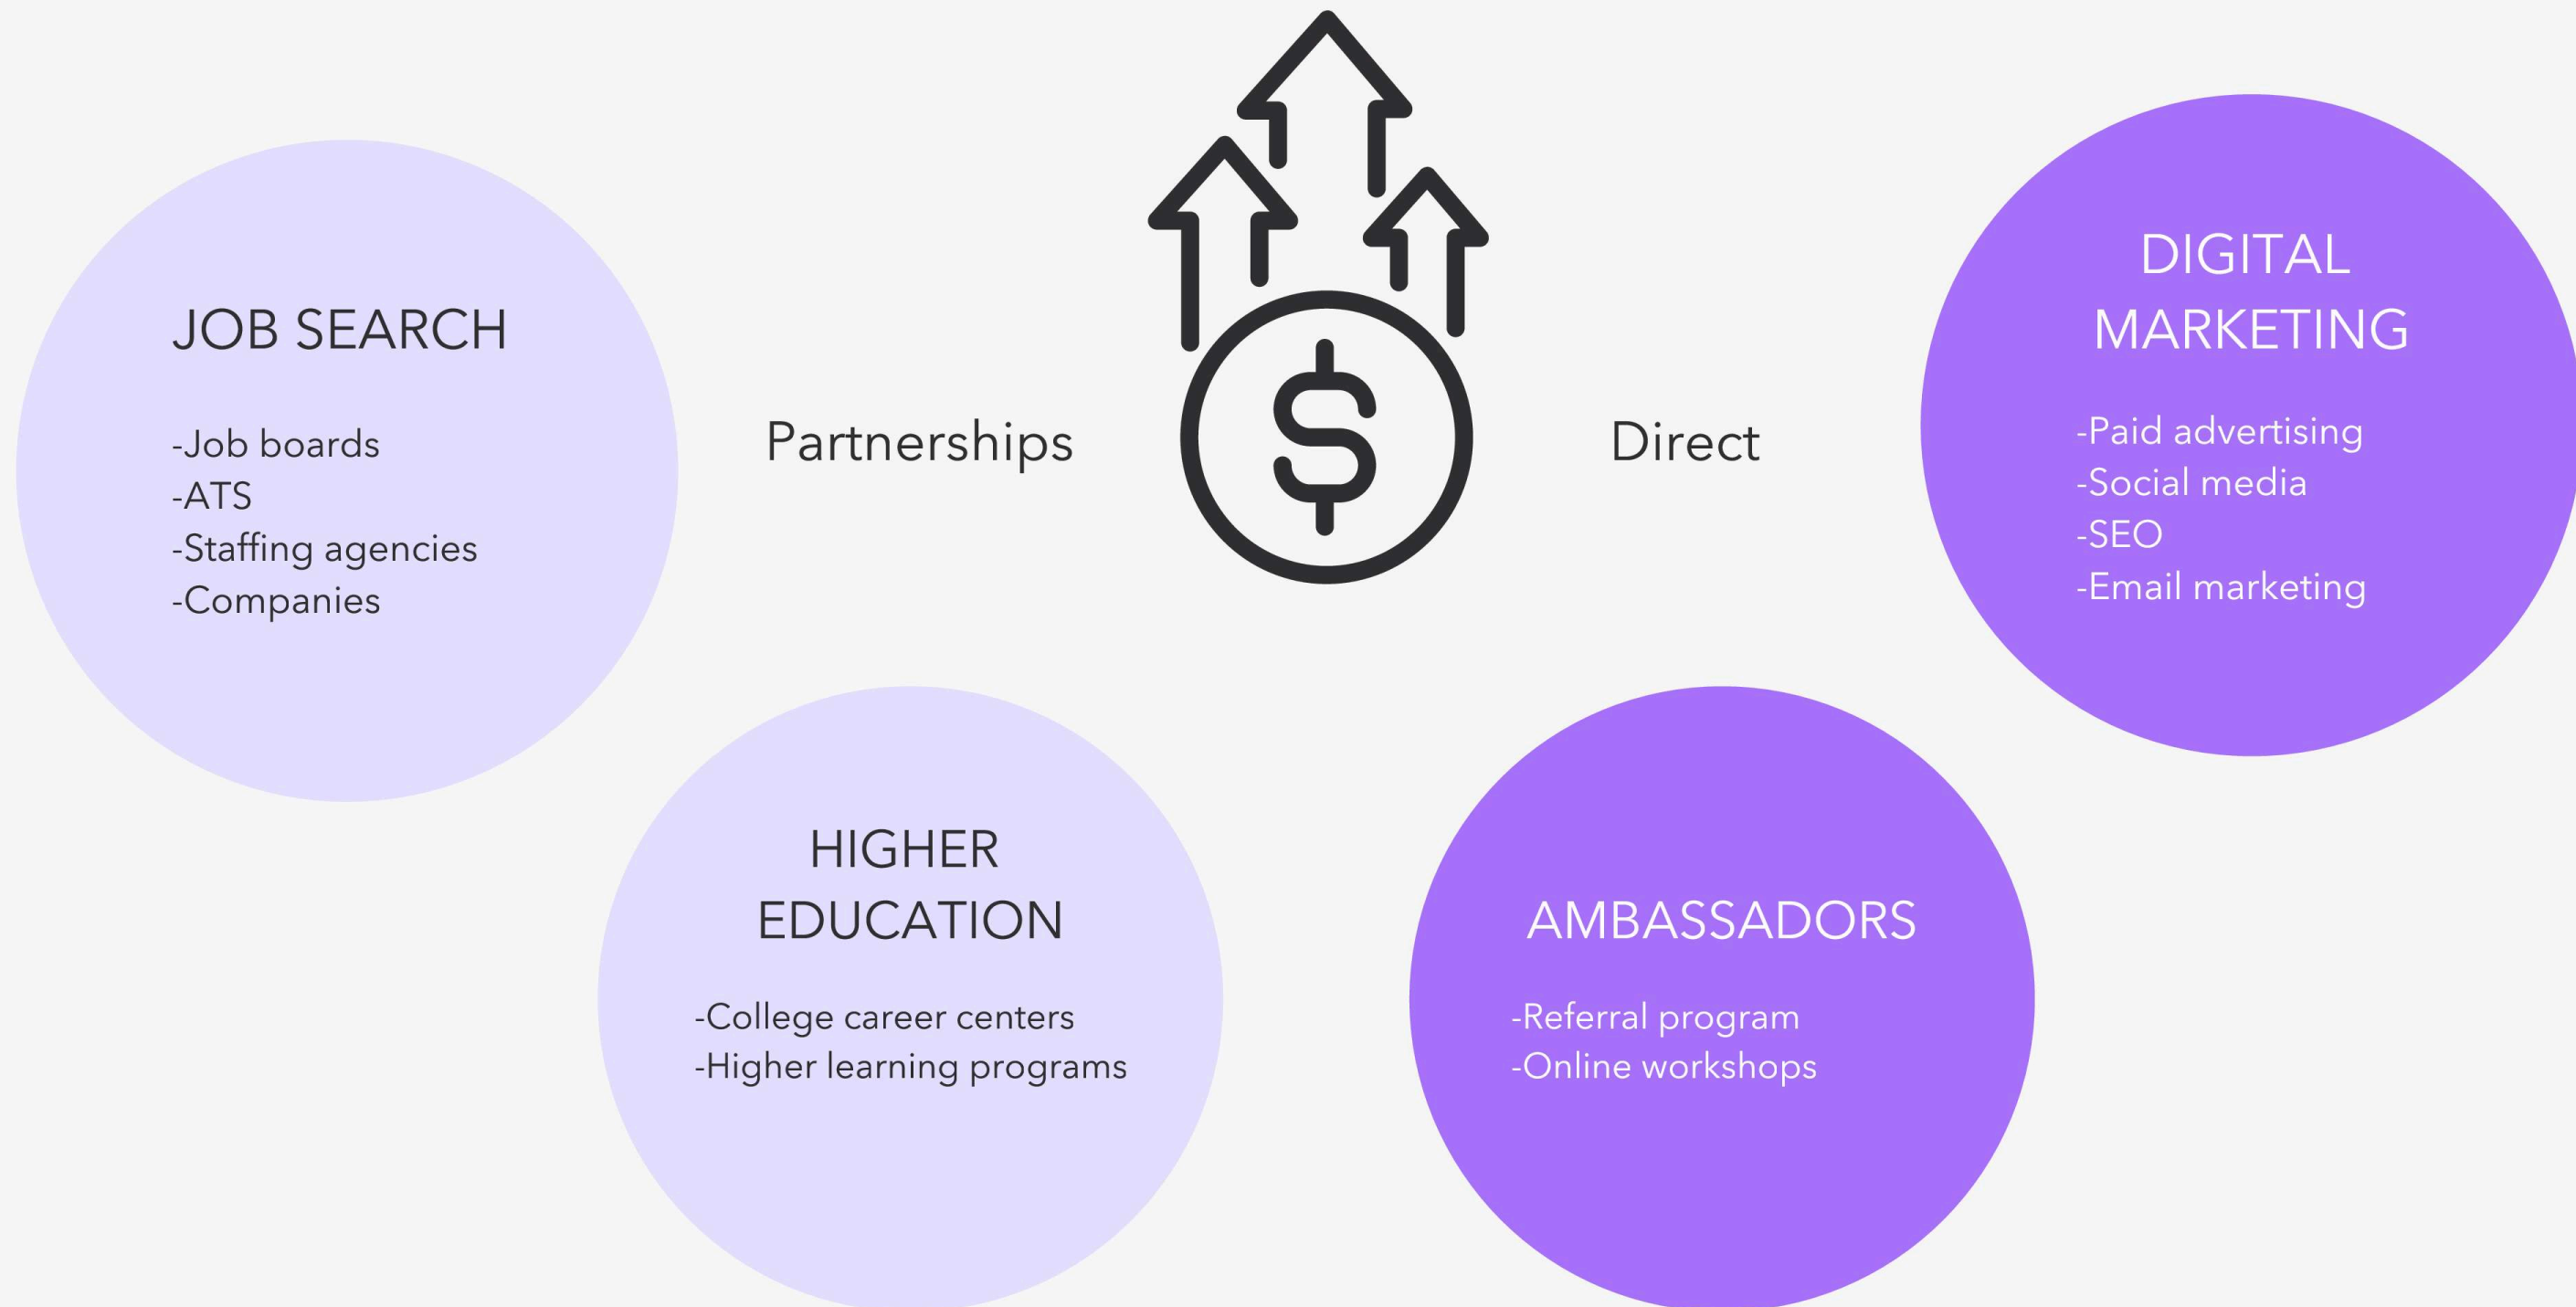 JOB SEARCH
-Job boards
-ATS
-Staffing agencies
-Companies
Partnerships
$
Direct
DIGITAL
MARKETING
-Paid advertising
-Social media
-SEO
-Email marketing
HIGHER
EDUCATION
-College career centers
-Higher learning programs
AMBASSADORS
-Referral program
-Online workshops